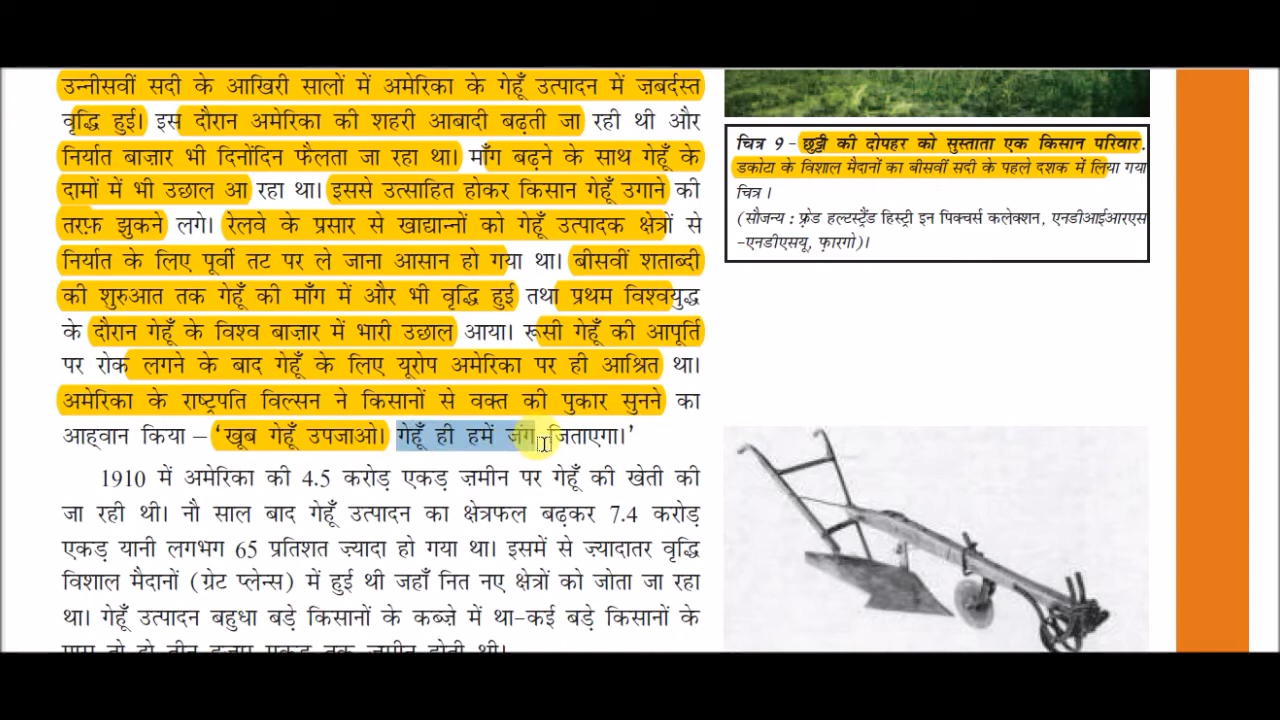 उन्नीसवीं सदी के आखिरी सालों में अमेरिका के गेहूँ उत्पादन में ज़बर्दस्त
वृद्धि हुई। इस दौरान अमेरिका की शहरी आबादी बढ़ती जा रही थी और
निर्यात बाज़ार भी दिनोंदिन फैलता जा रहा था। माँग बढ़ने के साथ गेहूँ के
दामों में भी उछाल आ रहा था। इससे उत्साहित होकर किसान गेहूँ उगाने की
तरफ़ झुकने लगे। रेलवे के प्रसार से खाद्यान्नों को गेहूँ उत्पादक क्षेत्रों से
निर्यात के लिए पूर्वी तट पर ले जाना आसान हो गया था। बीसवीं शताब्दी
की शुरुआत तक गेहूँ की माँग में और भी वृद्धि हुई तथा प्रथम विश्वयुद्ध
के दौरान गेहूँ के विश्व बाज़ार में भारी उछाल आया। रूसी गेहूँ की आपूर्ति
पर रोक लगने के बाद गेहूँ के लिए यूरोप अमेरिका पर ही आश्रित था।
अमेरिका के राष्ट्रपति विल्सन ने किसानों से वक्त की पुकार सुनने का
आह्वान किया – ‘खूब गेहूँ उपजाओ। गेहूँ ही हमें जंग जिताएगा।’
1910 में अमेरिका की 4.5 करोड़ एकड़ ज़मीन पर गेहूँ की खेती की
जा रही थी। नौ साल बाद गेहूँ उत्पादन का क्षेत्रफल बढ़कर 7.4 करोड़
एकड़ यानी लगभग 65 प्रतिशत ज़्यादा हो गया था। इसमें से ज़्यादातर वृद्धि
विशाल मैदानों (ग्रेट प्लेन्स) में हुई थी जहाँ नित नए क्षेत्रों को जोता जा रहा
था। गेहूँ उत्पादन बहुधा बड़े किसानों के कब्ज़े में था-कई बड़े किसानों के
चित्र 9 - छुट्टी की दोपहर को सुस्ताता एक किसान परिवार.
डकोटा के विशाल मैदानों का बीसवीं सदी के पहले दशक में लिया गया
चित्र ।
(सौजन्य : फ़्रेड हल्टस्ट्रैंड हिस्ट्री इन पिक्चर्स कलेक्शन, एनडीआईआरएस
-एनडीएसयू, फ़ारगो)।